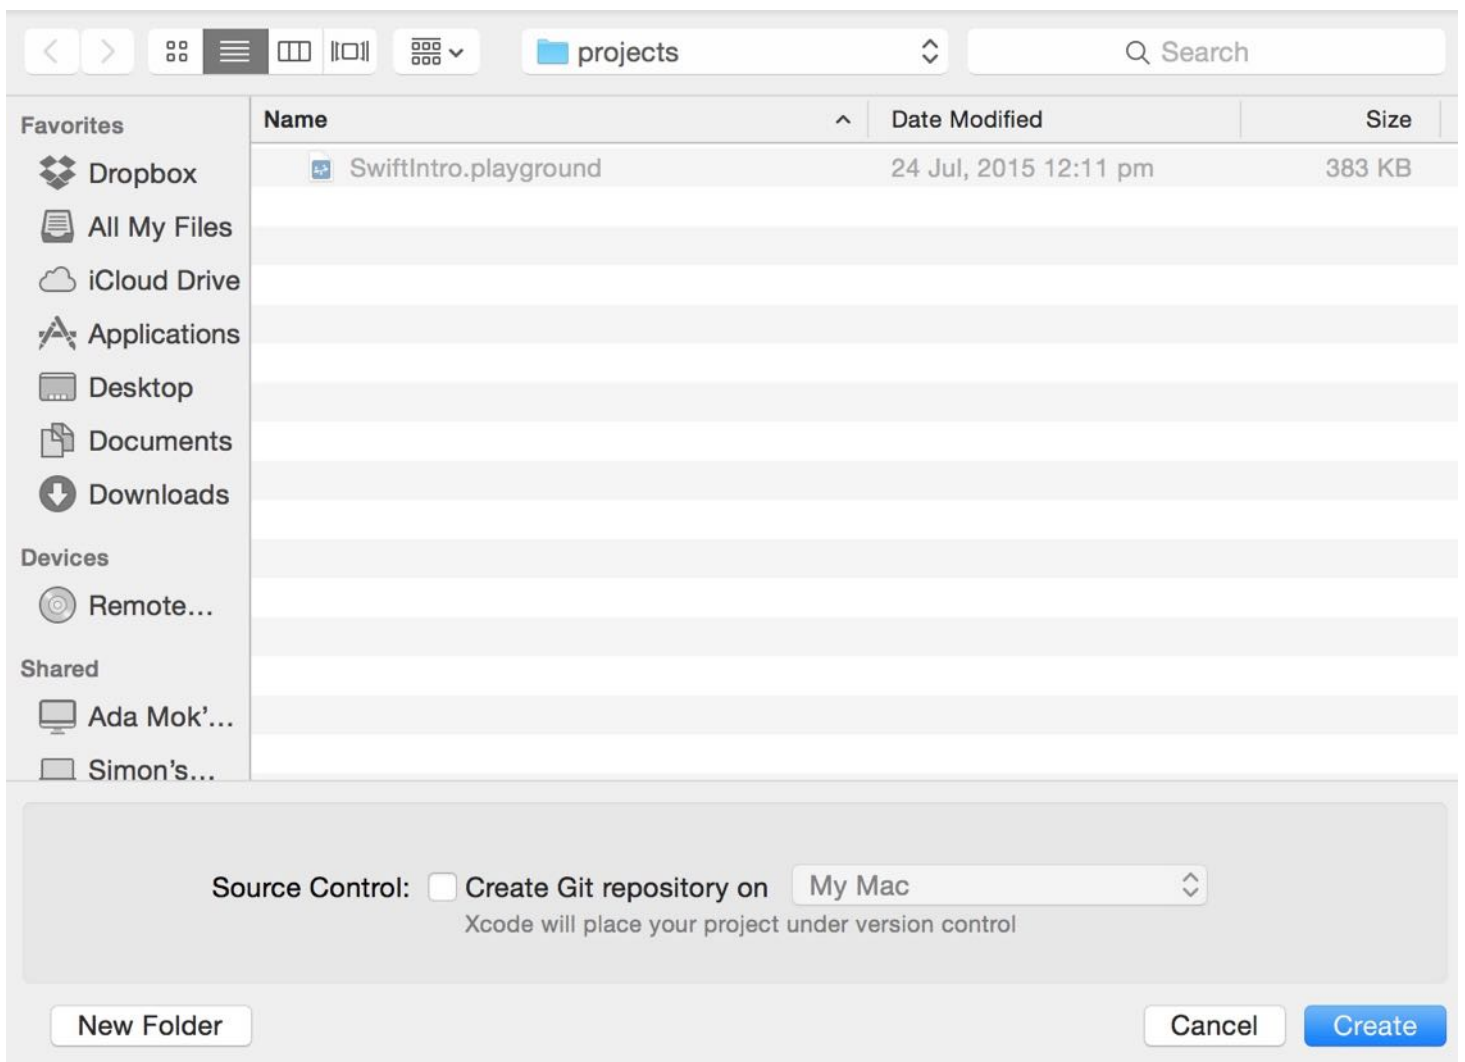 projects
Search
Favorites
Name
Date Modified
Size
Dropbox
SwiftIntro.playground
24 Jul, 2015 12:11 pm
383 KB
All My Files
iCloud Drive
Applications
Desktop
Documents
Downloads
Devices
Remote...
Shared
Ada Mok’...
Simon’s...
Source Control: Create Git repository on My Mac
Xcode will place your project under version control
New Folder
Cancel
Create